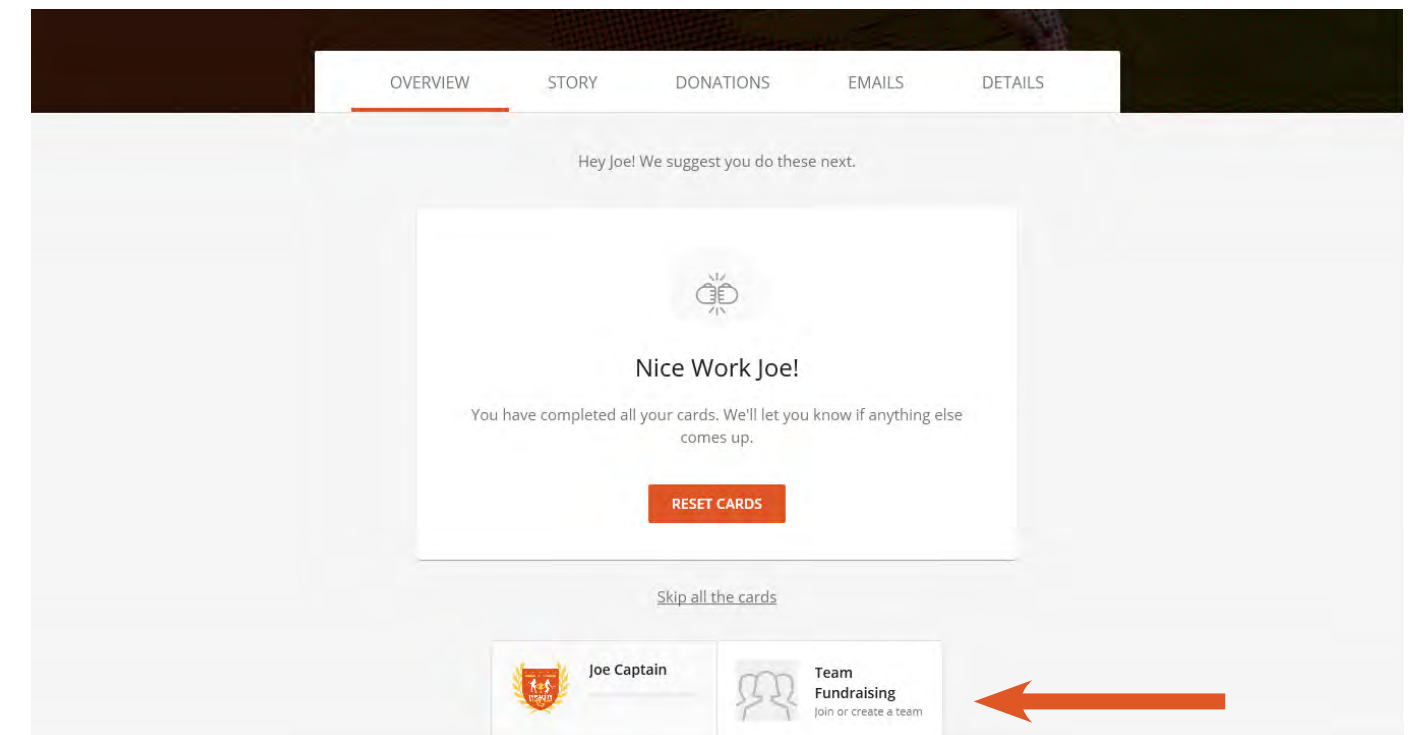 OVERVIEW STORY DONATIONS EMAILS DETAILS
Hey Joe! We suggest you do these next.
Nice Work Joe!
You have completed all your cards. We'll let you know if anything else
comes up.
RESET CARDS
Skip all the cards
Joe Captain
Team
Fundraising
Join or create a team